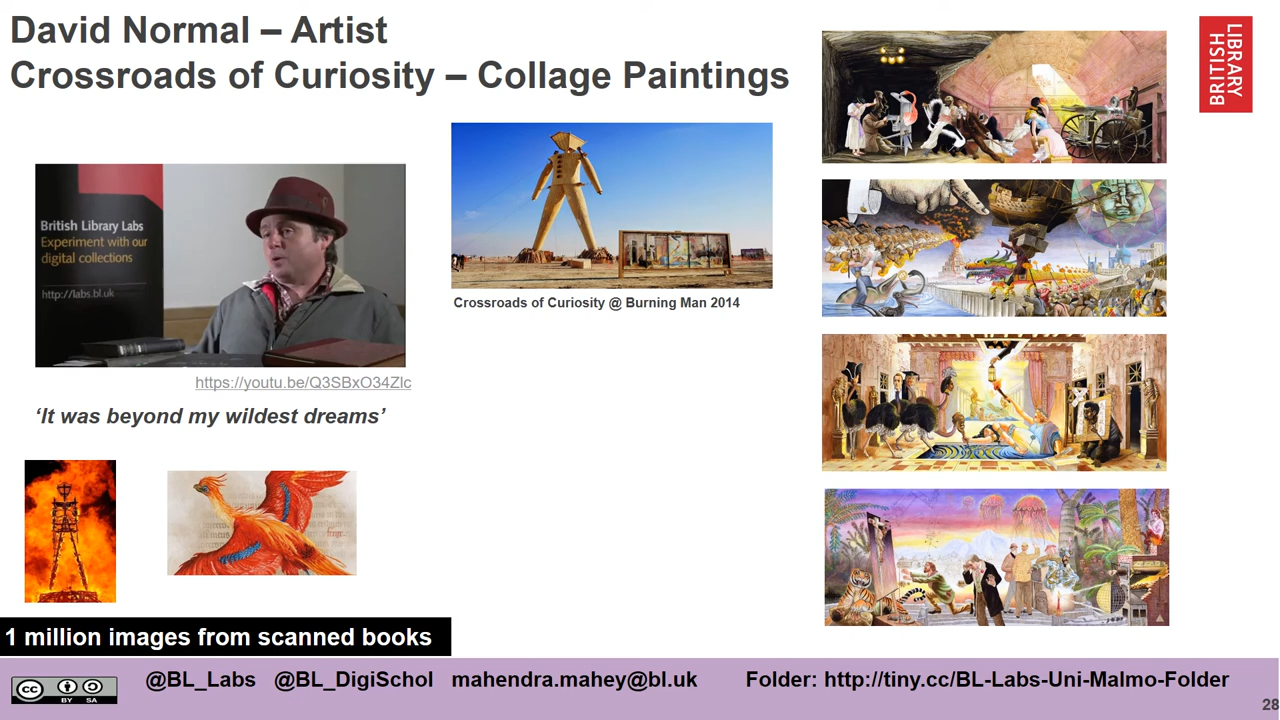 David Normal – Artist
Crossroads of Curiosity – Collage Paintings
BRITISH
LIBRARY
British Library Labs
Experiment with our
digital collections
http://labs.bl.uk
Crossroads of Curiosity @ Burning Man 2014
https://youtu.be/Q3SBxO34Zlc
‘It was beyond my wildest dreams’
1 million images from scanned books
CC
BY SA
@BL_Labs @BL_DigiSchol mahendra.mahey@bl.uk Folder: http://tiny.cc/BL-Labs-Uni-Malmo-Folder
28